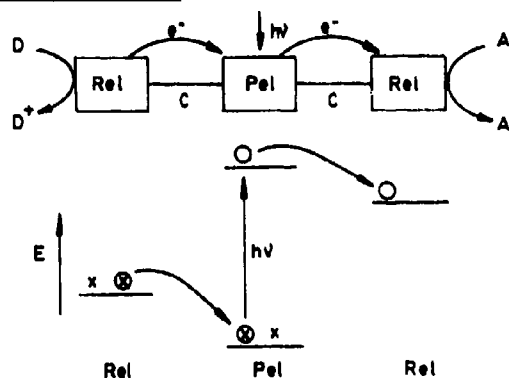 e⁻ hν e⁻
D Rel Pel Rel A
C C
D⁺ A
E hν
x ⓧ
ⓧ x
Rel Pel Rel